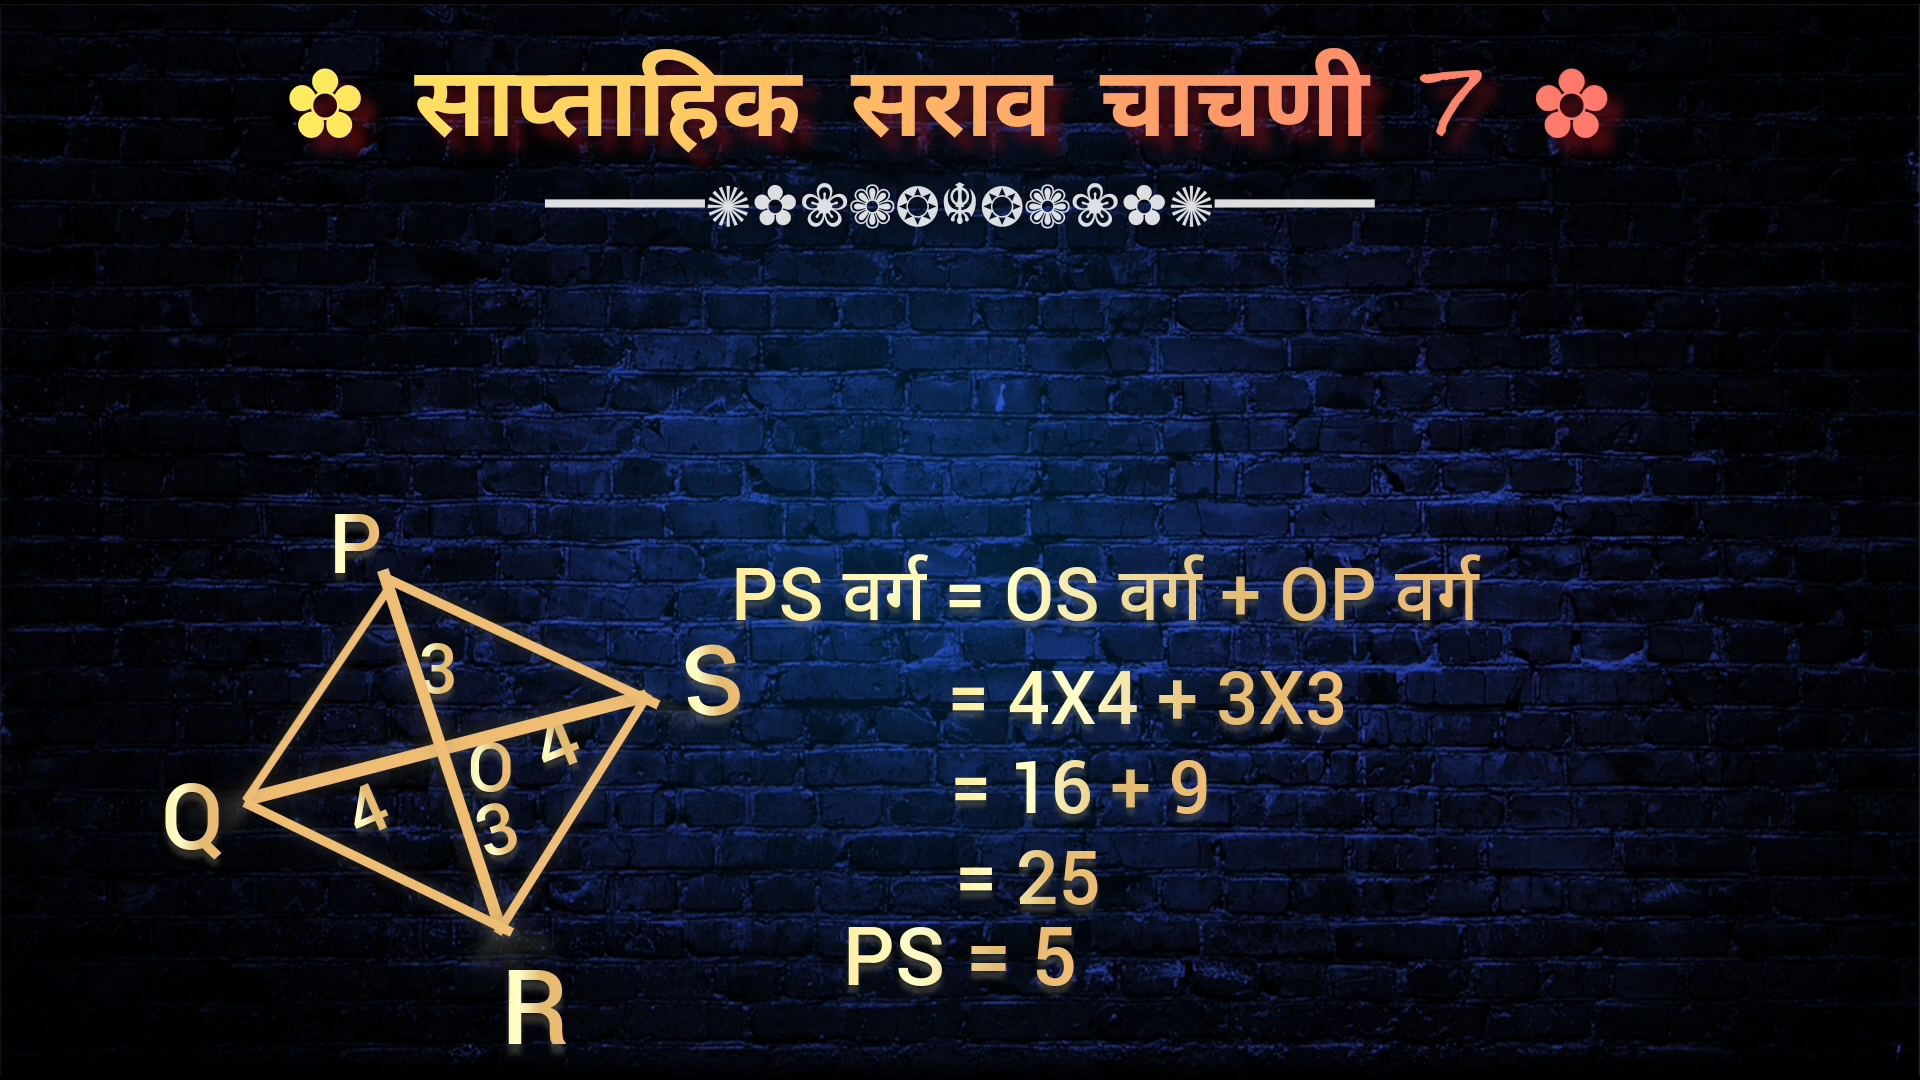 ✿ साप्ताहिक सराव चाचणी 7 ✿
P
3
S
O
4
Q
4
3
R
PS वर्ग = OS वर्ग + OP वर्ग
= 4X4 + 3X3
= 16 + 9
= 25
PS = 5